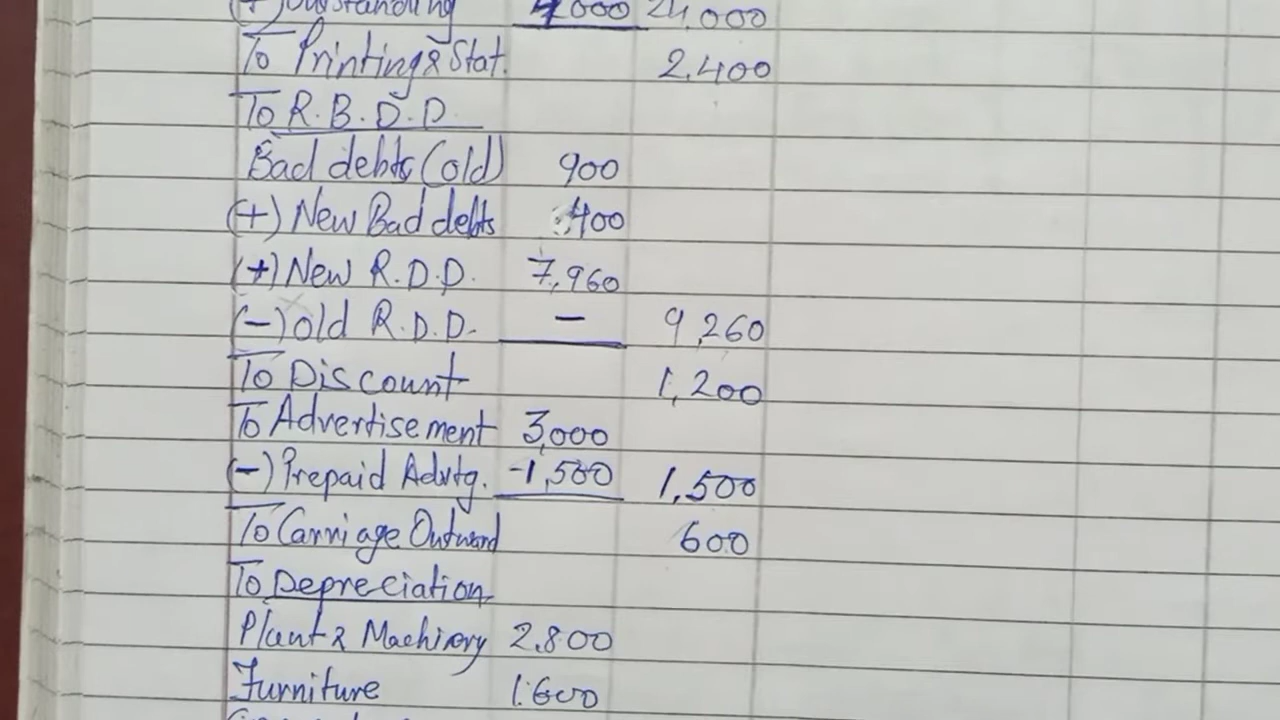 (+) Outstanding 4000 24,000
To Printing & Stat. 2,400
To R.B.D.D.
Bad debts (old) 900
(+) New Bad debts 400
(+) New R.D.D. 7,960
(-) old R.D.D. - 9,260
To Discount 1,200
To Advertisement 3,000
(-) Prepaid Advtg. -1,500 1,500
To Carriage Outward 600
To Depreciation
Plant & Machinery 2,800
Furniture 1,600